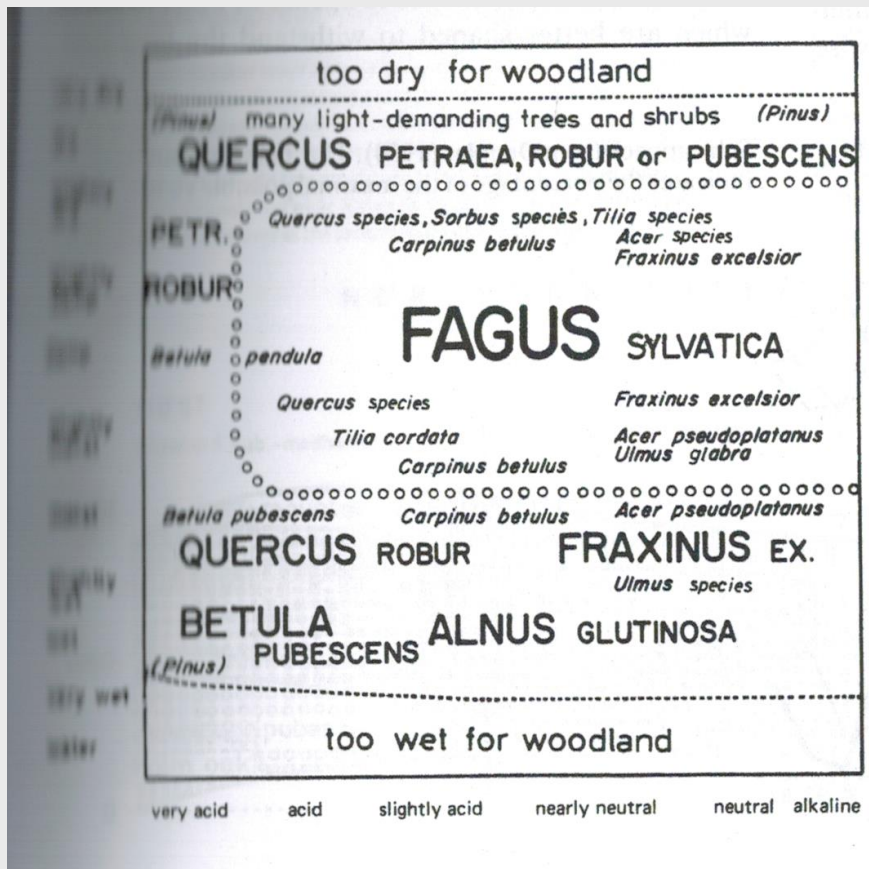 too dry for woodland
(Pinus) many light-demanding trees and shrubs (Pinus)
QUERCUS PETRAEA, ROBUR or PUBESCENS
Quercus species, Sorbus species, Tilia species
PETR. Carpinus betulus Acer species
Fraxinus excelsior
ROBUR
FAGUS SYLVATICA
Betula pendula
Quercus species Fraxinus excelsior
Tilia cordata Acer pseudoplatanus
Carpinus betulus Ulmus glabra
Betula pubescens Carpinus betulus Acer pseudoplatanus
QUERCUS ROBUR FRAXINUS EX.
Ulmus species
BETULA ALNUS GLUTINOSA
PUBESCENS
(Pinus)
wet
too wet for woodland
very acid acid slightly acid nearly neutral neutral alkaline